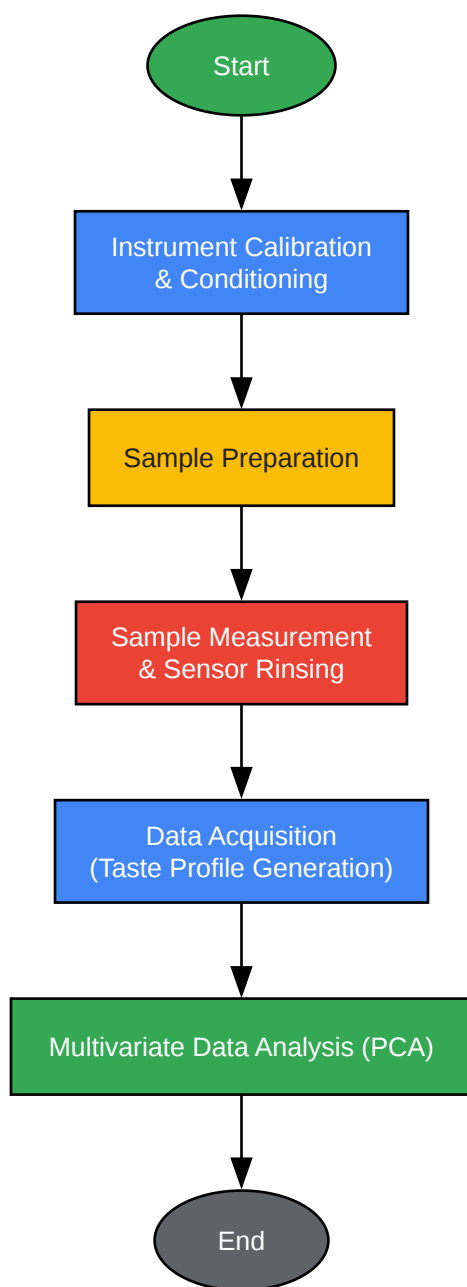 Start
Instrument Calibration
& Conditioning
Sample Preparation
Sample Measurement
& Sensor Rinsing
Data Acquisition
(Taste Profile Generation)
Multivariate Data Analysis (PCA)
End